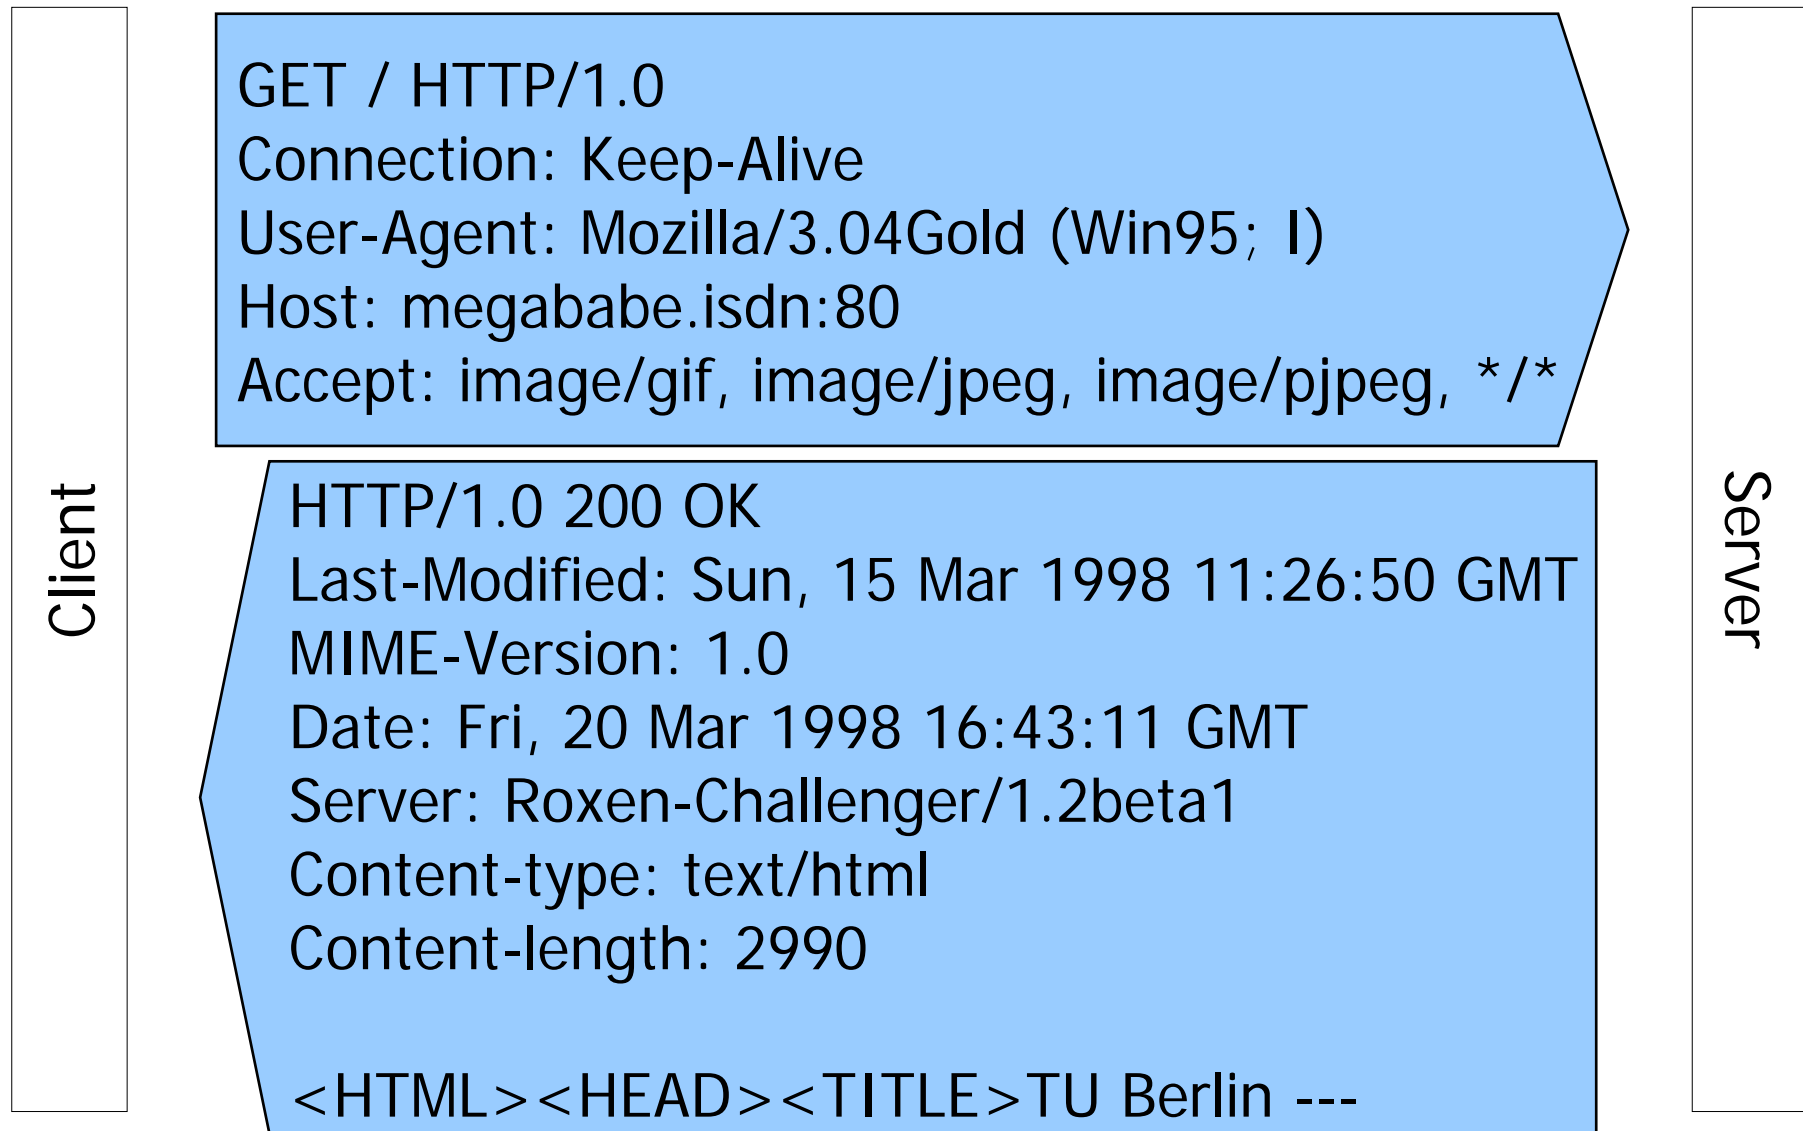 Client
GET / HTTP/1.0
Connection: Keep-Alive
User-Agent: Mozilla/3.04Gold (Win95; I)
Host: megababe.isdn:80
Accept: image/gif, image/jpeg, image/pjpeg, */*
HTTP/1.0 200 OK
Last-Modified: Sun, 15 Mar 1998 11:26:50 GMT
MIME-Version: 1.0
Date: Fri, 20 Mar 1998 16:43:11 GMT
Server: Roxen-Challenger/1.2beta1
Content-type: text/html
Content-length: 2990
<HTML><HEAD><TITLE>TU Berlin ---
Server